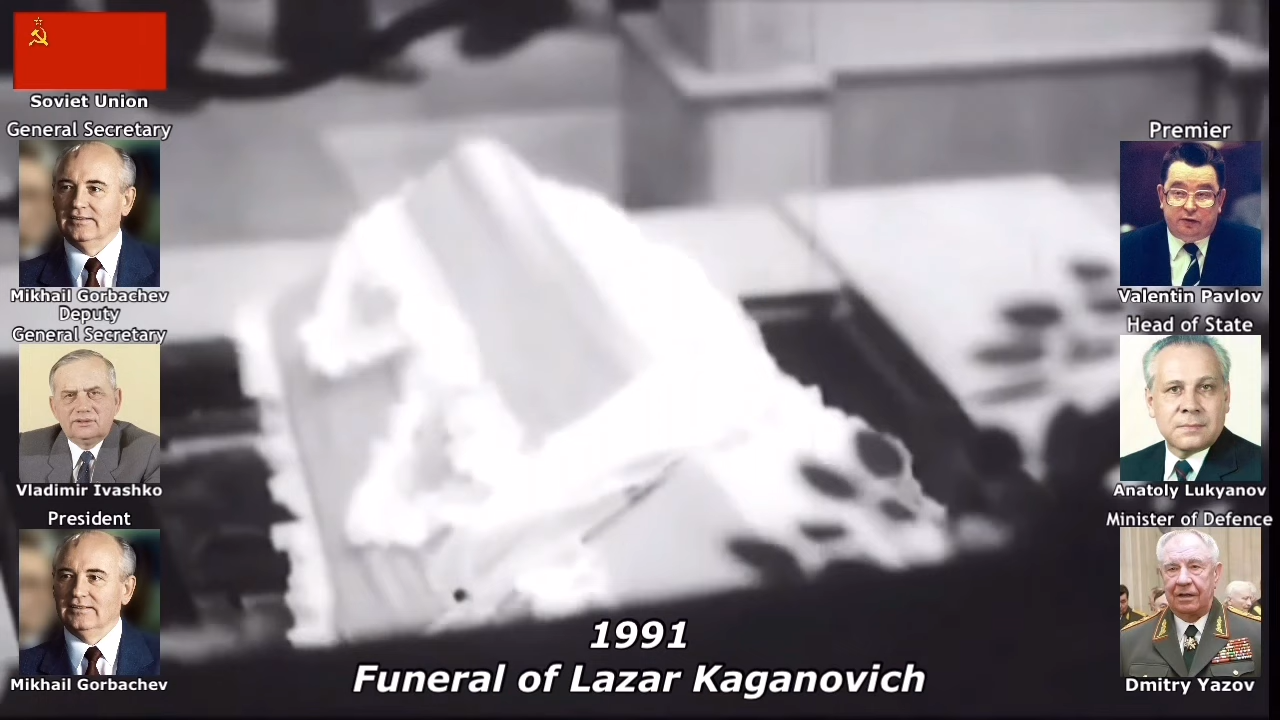 Soviet Union
General Secretary
Mikhail Gorbachev
Deputy
General Secretary
Vladimir Ivashko
President
Mikhail Gorbachev
Premier
Valentin Pavlov
Head of State
Anatoly Lukyanov
Minister of Defence
Dmitry Yazov
1991
Funeral of Lazar Kaganovich